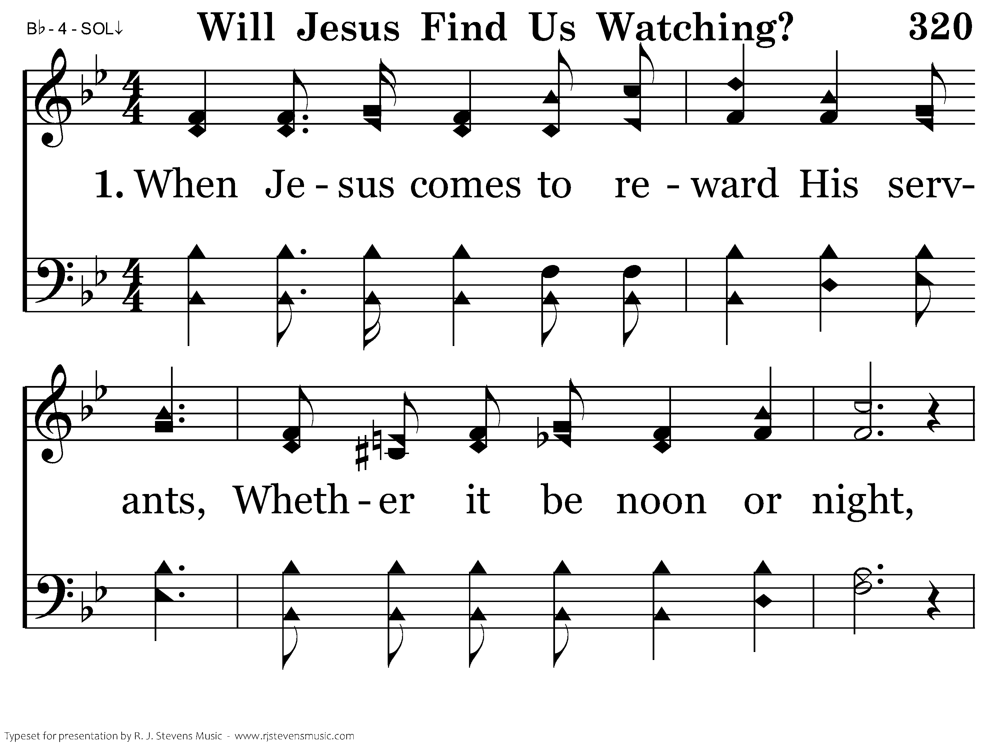 B♭ - 4 - SOL↓ Will Jesus Find Us Watching? 320
1. When Je - sus comes to re - ward His serv-
ants, Wheth - er it be noon or night,
Typeset for presentation by R. J. Stevens Music - www.rjstevensmusic.com